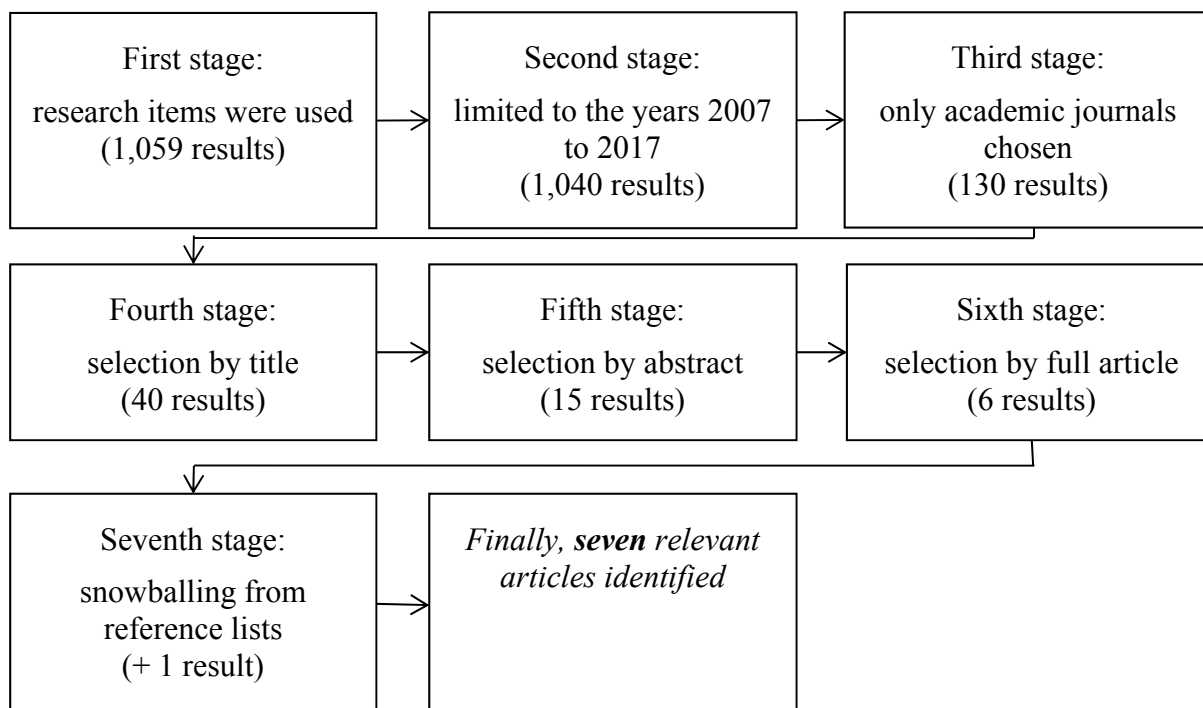 First stage:
research items were used
(1,059 results)
Second stage:
limited to the years 2007
to 2017
(1,040 results)
Third stage:
only academic journals
chosen
(130 results)
Fourth stage:
selection by title
(40 results)
Fifth stage:
selection by abstract
(15 results)
Sixth stage:
selection by full article
(6 results)
Seventh stage:
snowballing from
reference lists
(+ 1 result)
Finally, seven relevant
articles identified